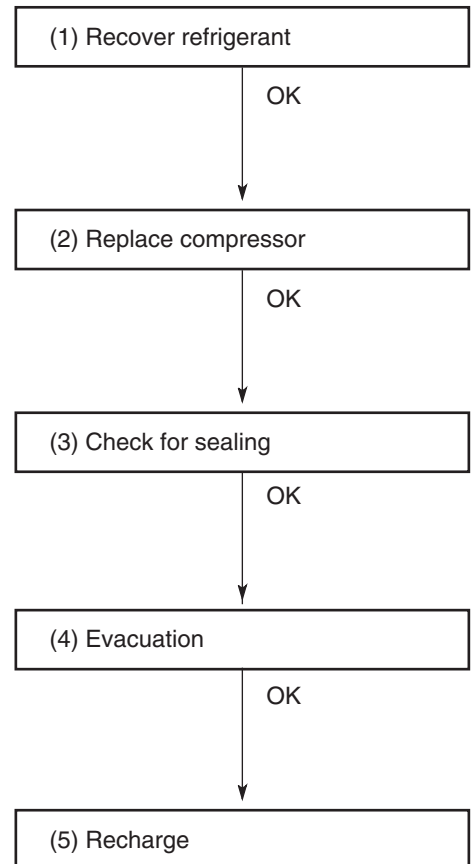 (1) Recover refrigerant
OK
(2) Replace compressor
OK
(3) Check for sealing
OK
(4) Evacuation
OK
(5) Recharge